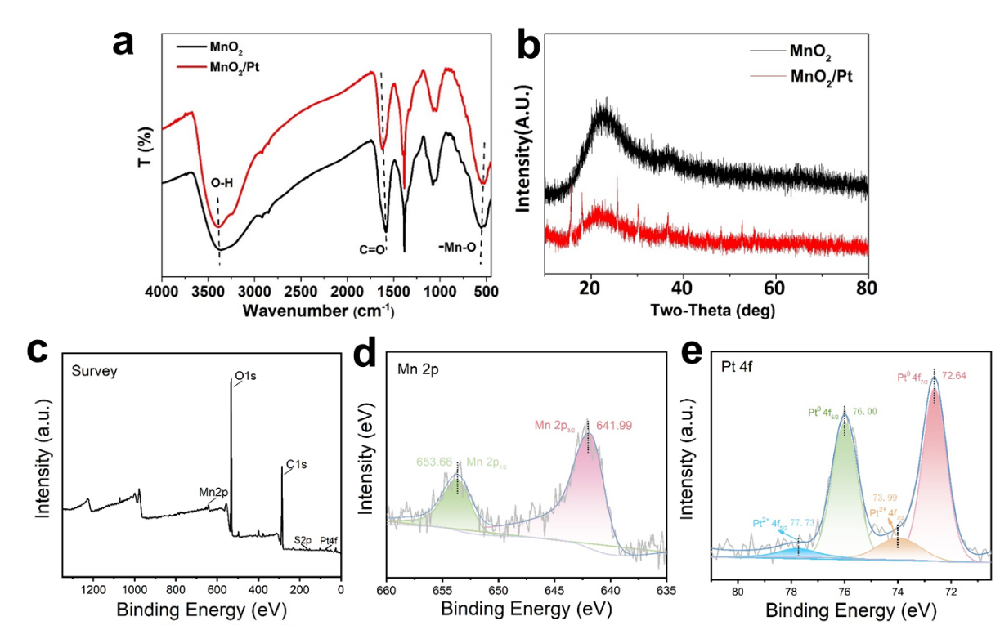 a
MnO₂
MnO₂/Pt
T (%)
O-H
C=O
-Mn-O
4000 3500 3000 2500 2000 1500 1000 500
Wavenumber (cm⁻¹)
b
MnO₂
MnO₂/Pt
Intensity(A.U.)
20 40 60 80
Two-Theta (deg)
c
Survey
O1s
C1s
Mn2p
S2p Pt4f
Intensity (a.u.)
1200 1000 800 600 400 200 0
Binding Energy (eV)
d
Mn 2p
Mn 2p₃/₂ 641.99
653.66 Mn 2p₁/₂
Intensity (eV)
660 655 650 645 640 635
Binding Energy (eV)
e
Pt 4f
Pt⁰ 4f₇/₂ 72.64
Pt⁰ 4f₅/₂ 76.00
73.99
Pt²⁺ 4f₇/₂
Pt²⁺ 4f₅/₂ 77.73
Intensity (a.u.)
80 78 76 74 72
Binding Energy (eV)